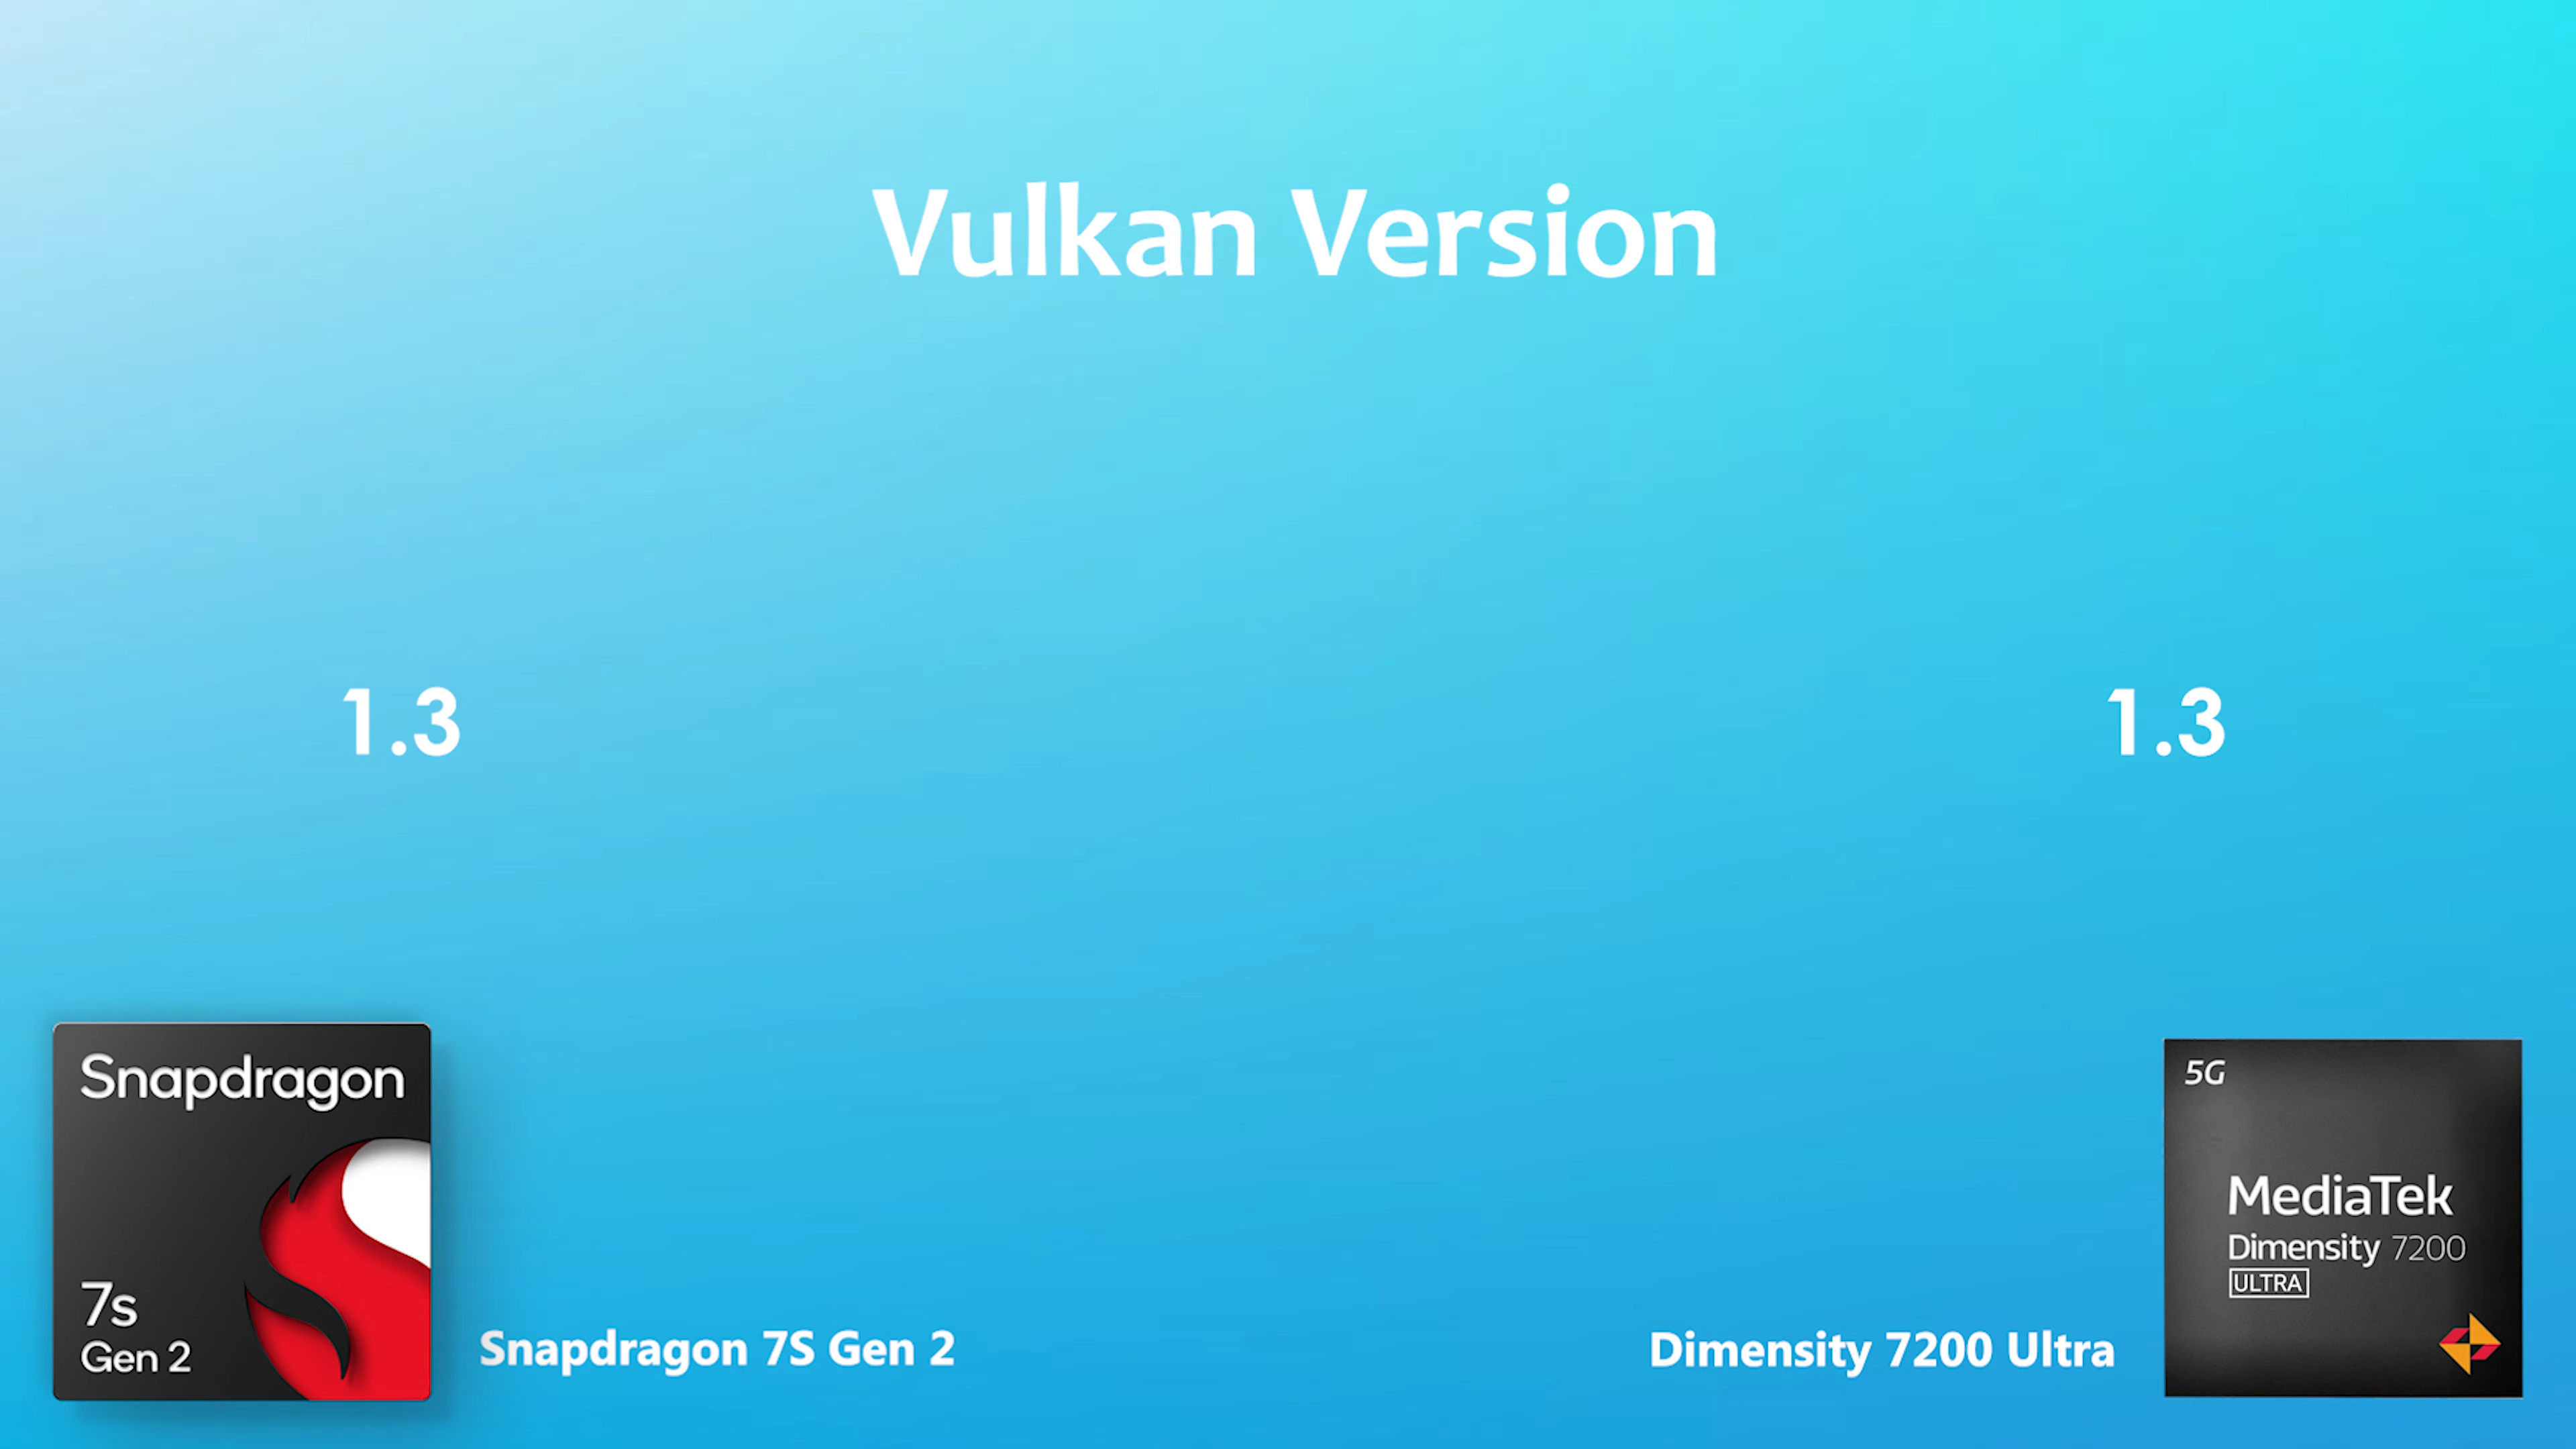 Vulkan Version
1.3
1.3
Snapdragon
7s
Gen 2
Snapdragon 7S Gen 2
Dimensity 7200 Ultra
5G
MediaTek
Dimensity 7200
ULTRA